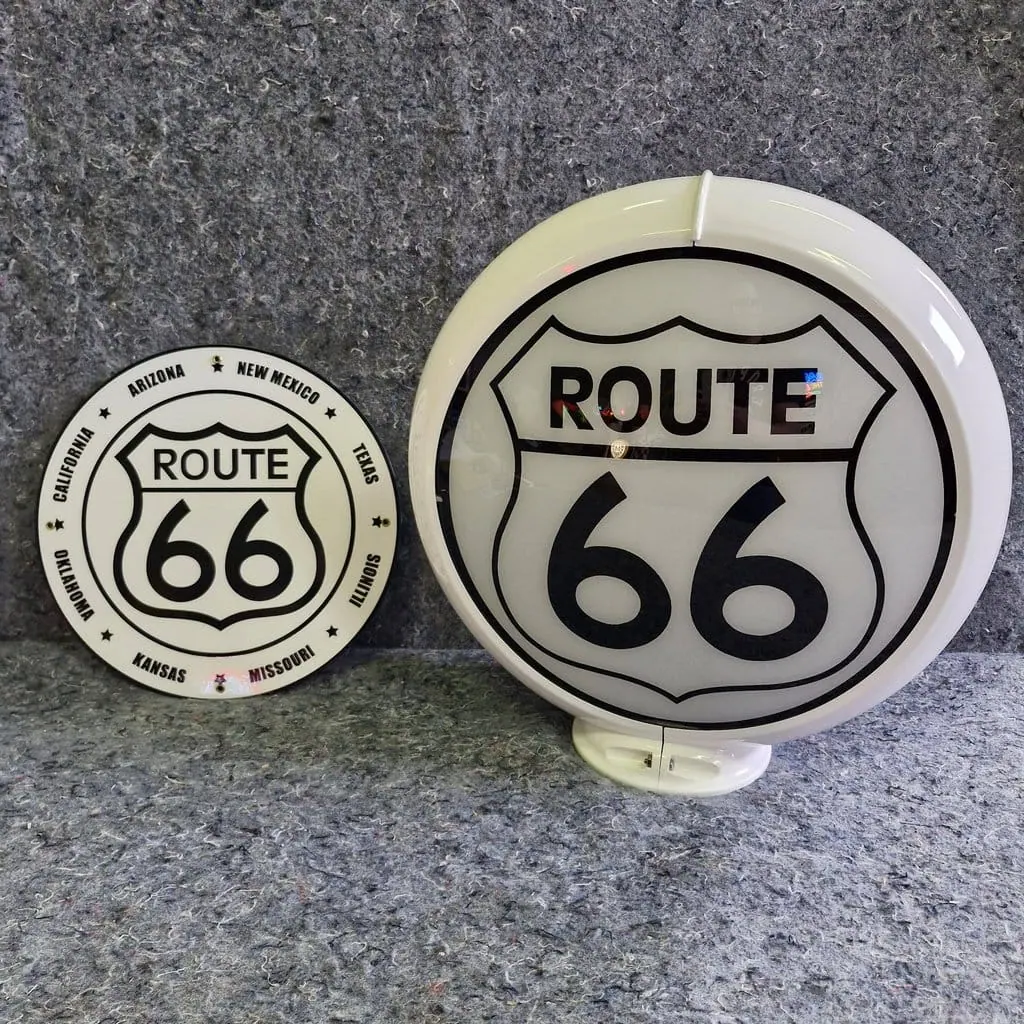 ARIZONA
NEW MEXICO
TEXAS
ILLINOIS
MISSOURI
KANSAS
OKLAHOMA
CALIFORNIA
ROUTE
66
ROUTE
66